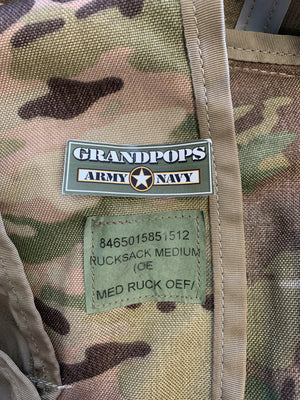 GRANDPOPS
ARMY NAVY
8465015851512
RUCKSACK MEDIUM
(OE
MED RUCK OEF/